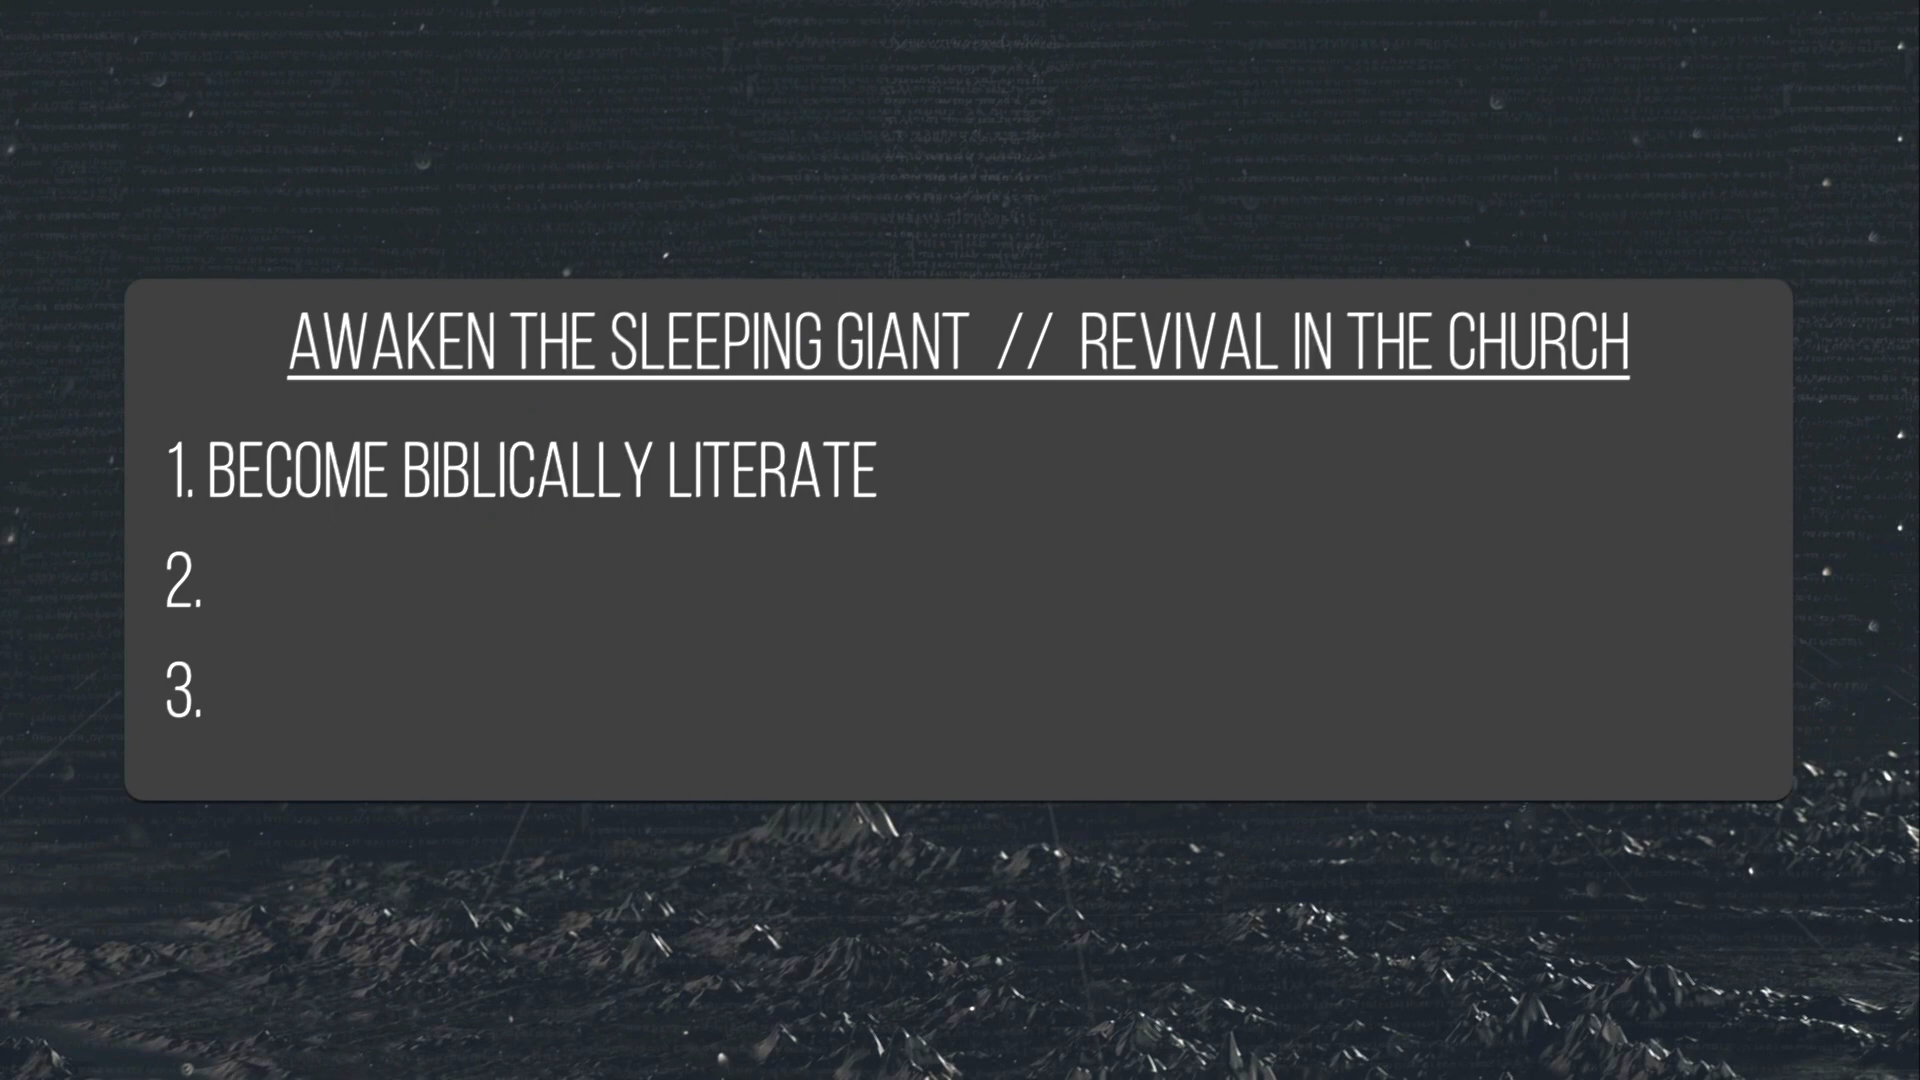 AWAKEN THE SLEEPING GIANT // REVIVAL IN THE CHURCH
1. BECOME BIBLICALLY LITERATE
2.
3.